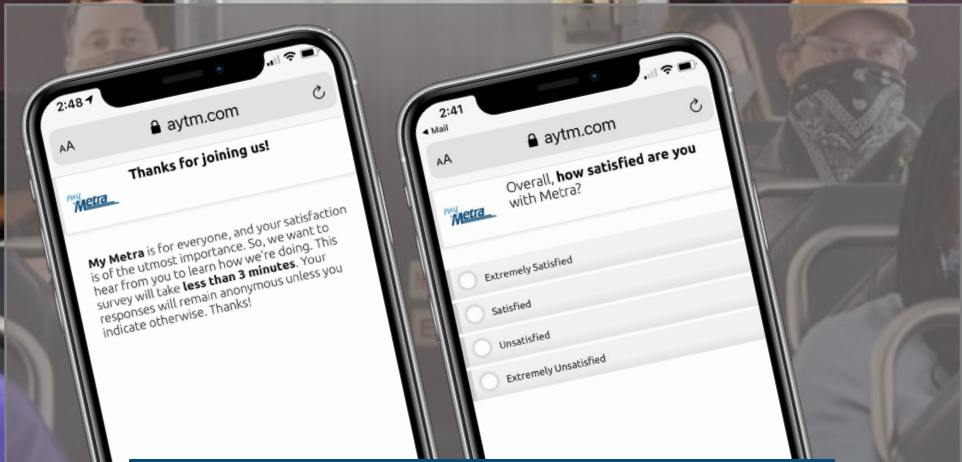 2:48
AA
aytm.com
Thanks for joining us!
my
Metra
My Metra is for everyone, and your satisfaction
is of the utmost importance. So, we want to
hear from you to learn how we're doing. This
survey will take less than 3 minutes. Your
responses will remain anonymous unless you
indicate otherwise. Thanks!
2:41
Mail
AA
aytm.com
Overall, how satisfied are you
with Metra?
my
Metra
Extremely Satisfied
Satisfied
Unsatisfied
Extremely Unsatisfied